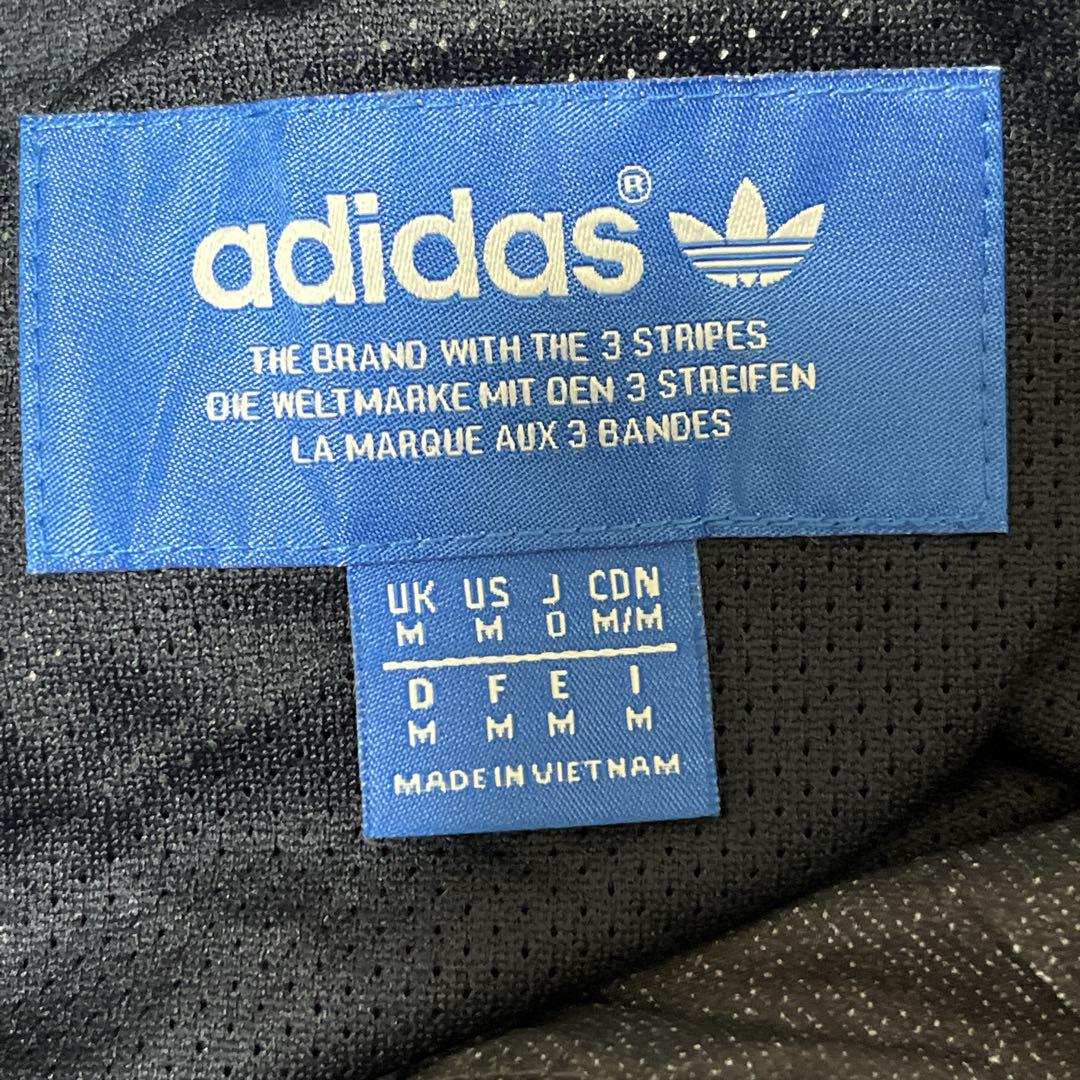 adidas®
THE BRAND WITH THE 3 STRIPES
DIE WELTMARKE MIT DEN 3 STREIFEN
LA MARQUE AUX 3 BANDES
UK US J CDN
M M O M/M
D F E I
M M M M
MADE IN VIETNAM